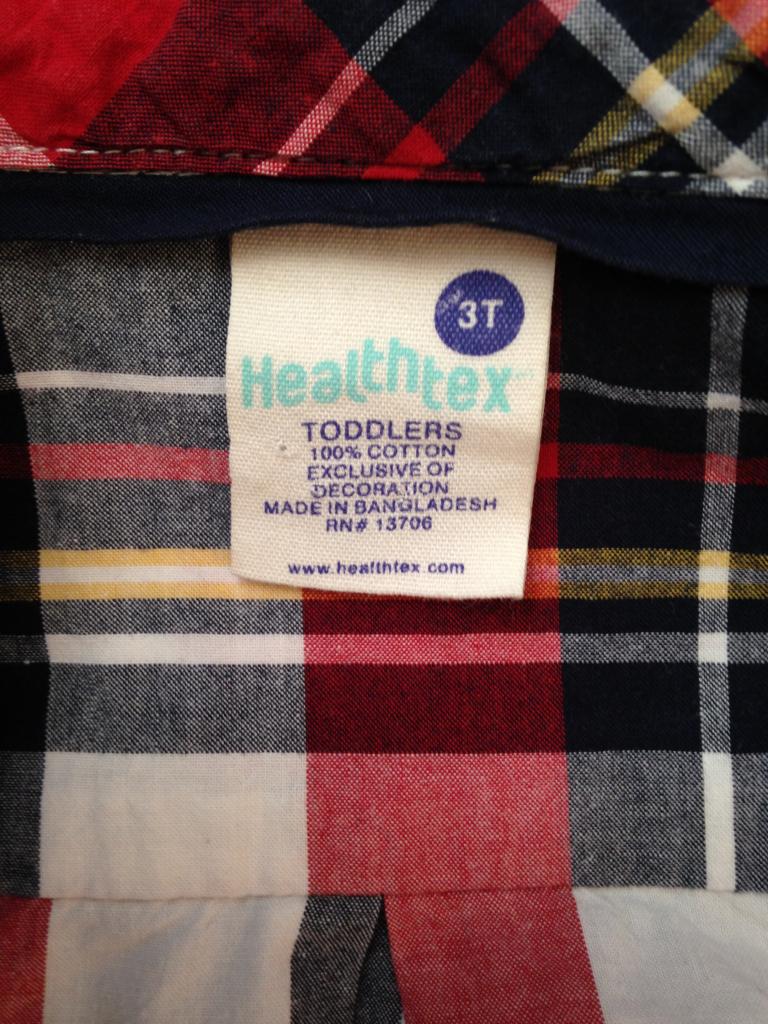 3T
Healthtex
TODDLERS
100% COTTON
EXCLUSIVE OF
DECORATION
MADE IN BANGLADESH
RN# 13706
www.healthtex.com